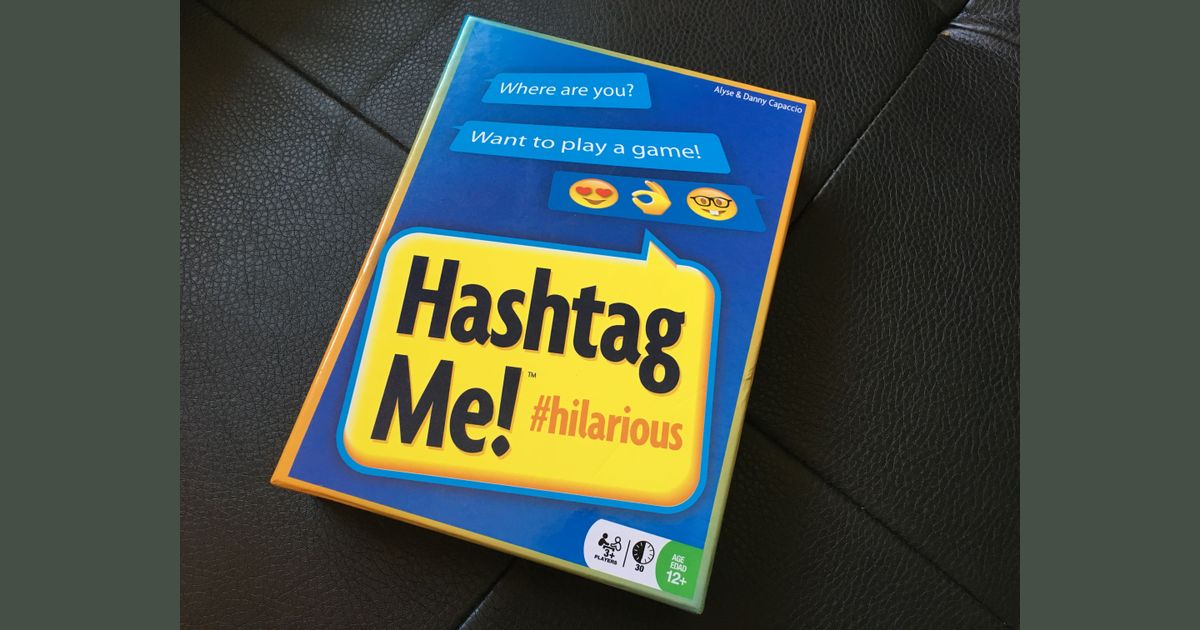 Alyse & Danny Capaccio
Where are you?
Want to play a game!
Hashtag
Me!™
#hilarious
3+
PLAYERS
30
AGE
EDAD
12+